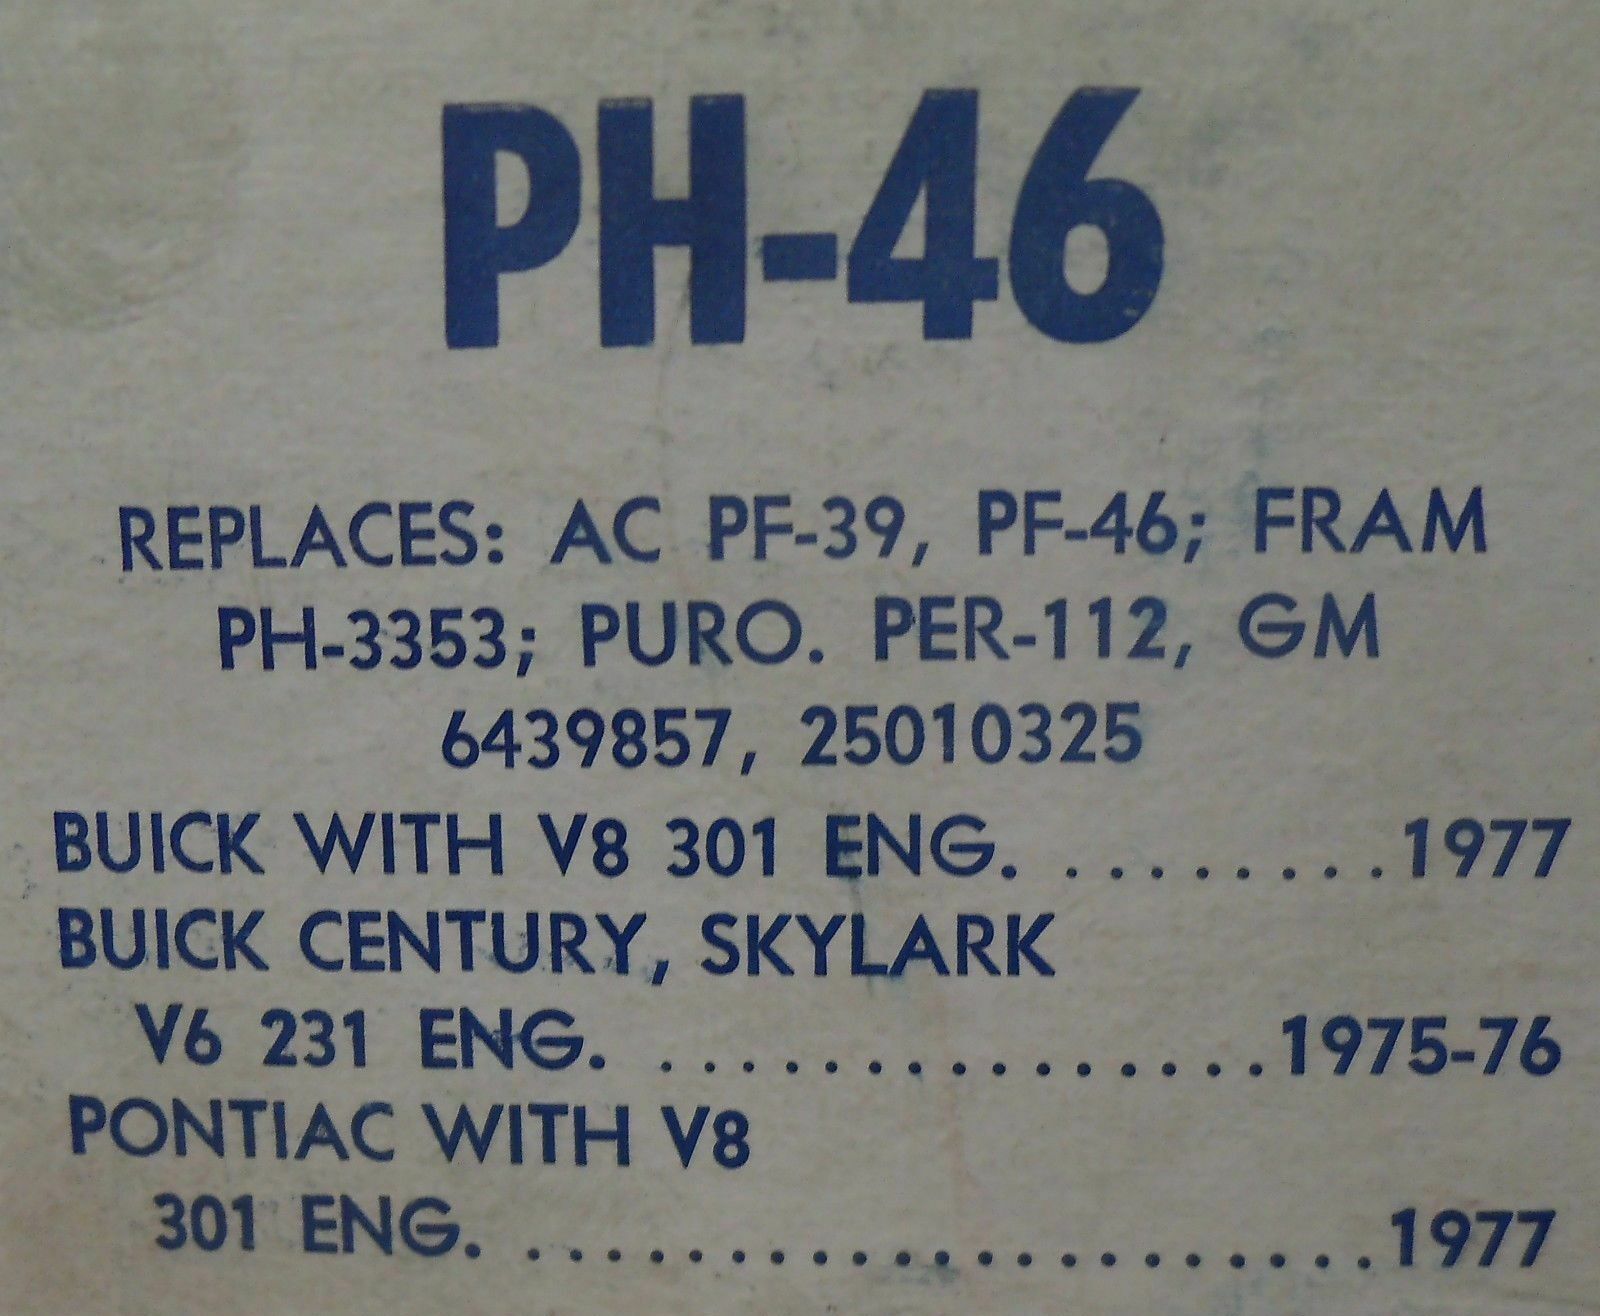 PH-46
REPLACES: AC PF-39, PF-46; FRAM
PH-3353; PURO. PER-112, GM
6439857, 25010325
BUICK WITH V8 301 ENG. . . . . . . . . . 1977
BUICK CENTURY, SKYLARK
V6 231 ENG. . . . . . . . . . . . . . . . . . 1975-76
PONTIAC WITH V8
301 ENG. . . . . . . . . . . . . . . . . . . . . . . 1977